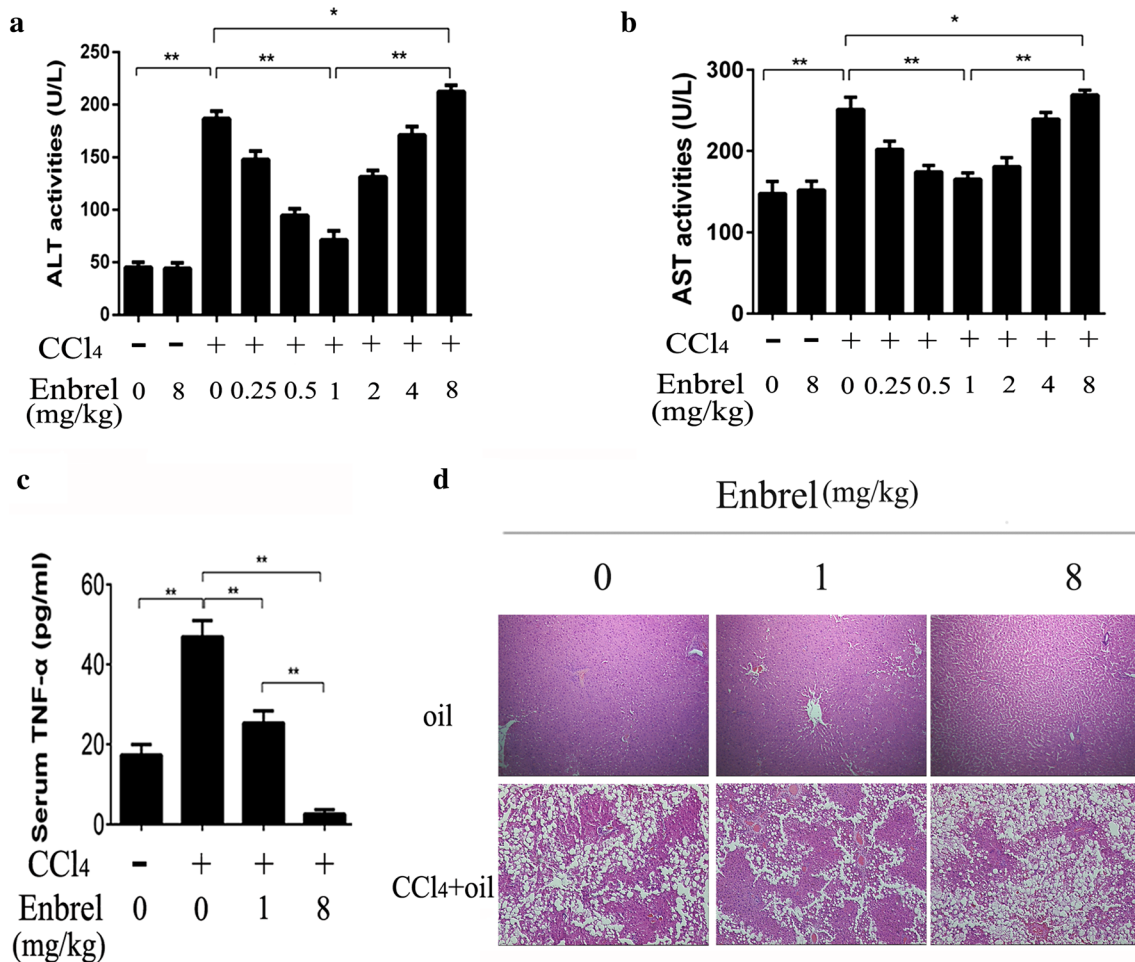 a
*
** ** **
ALT activities (U/L)
250
200
150
100
50
0
CCl4 - - + + + + + + +
Enbrel 0 8 0 0.25 0.5 1 2 4 8
(mg/kg)
b
*
** ** **
AST activities (U/L)
300
200
100
0
CCl4 - - + + + + + + +
Enbrel 0 8 0 0.25 0.5 1 2 4 8
(mg/kg)
c
**
** **
**
Serum TNF-α (pg/ml)
60
40
20
0
CCl4 - + + +
Enbrel 0 0 1 8
(mg/kg)
d
Enbrel (mg/kg)
0 1 8
oil
CCl4+oil